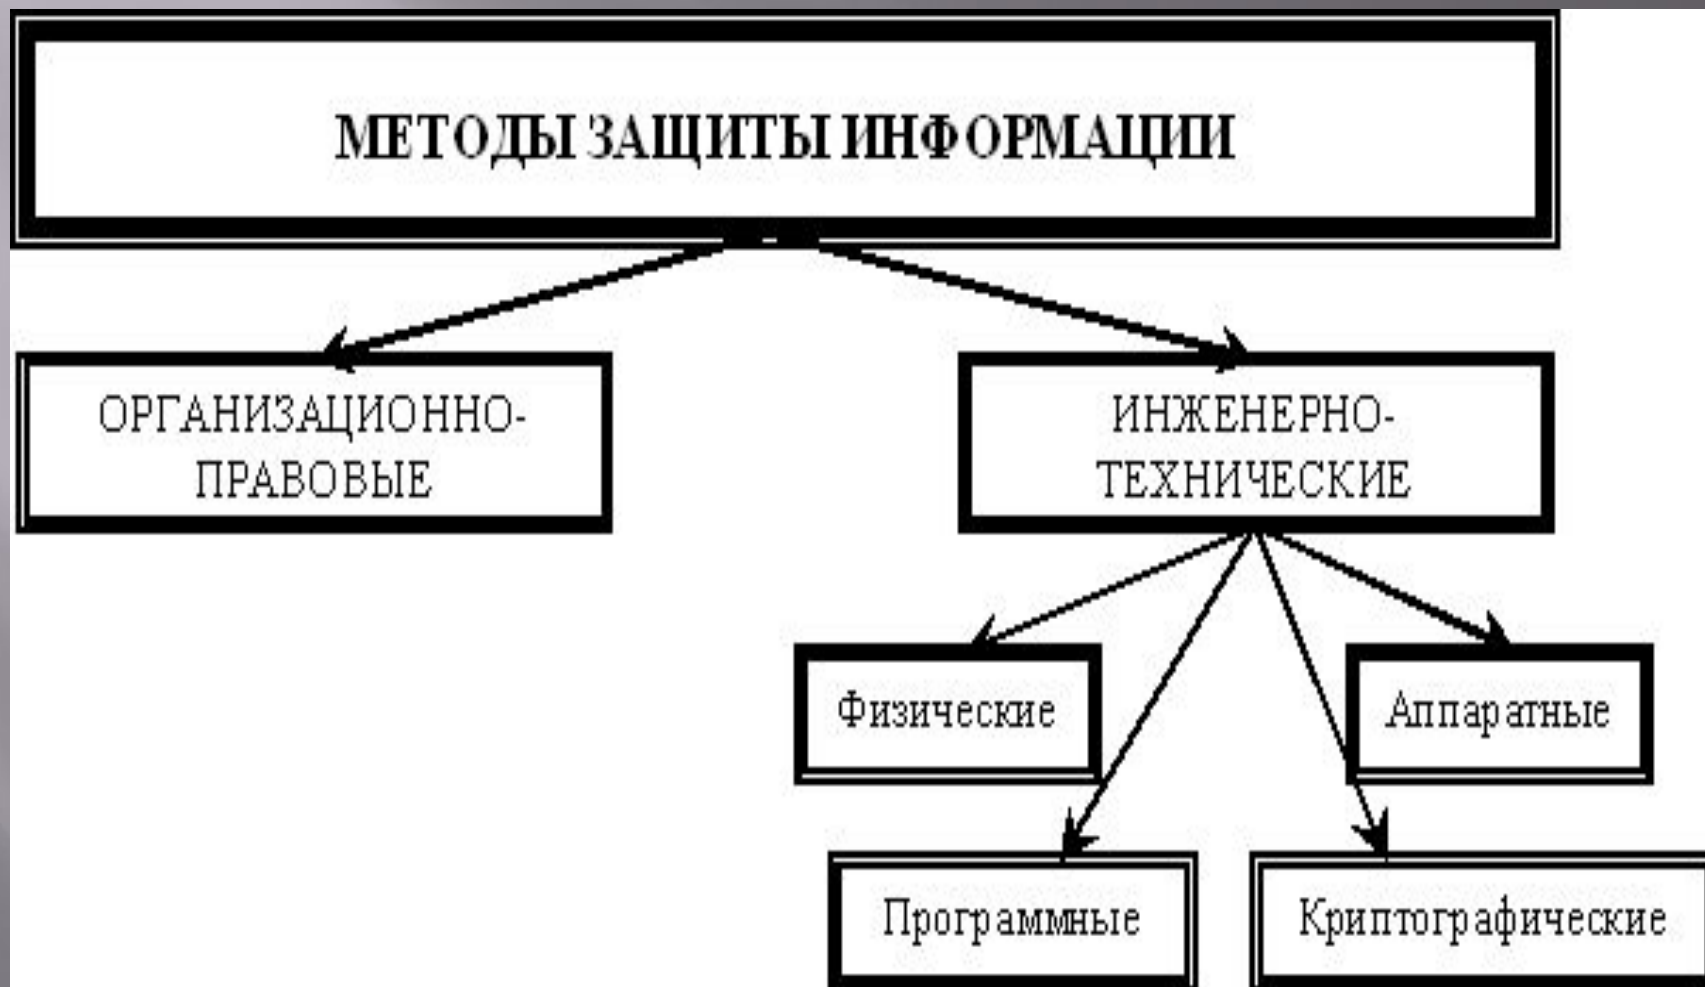 МЕТОДЫ ЗАЩИТЫ ИНФОРМАЦИИ
ОРГАНИЗАЦИОННО-
ПРАВОВЫЕ
ИНЖЕНЕРНО-
ТЕХНИЧЕСКИЕ
Физические
Аппаратные
Программные
Криптографические